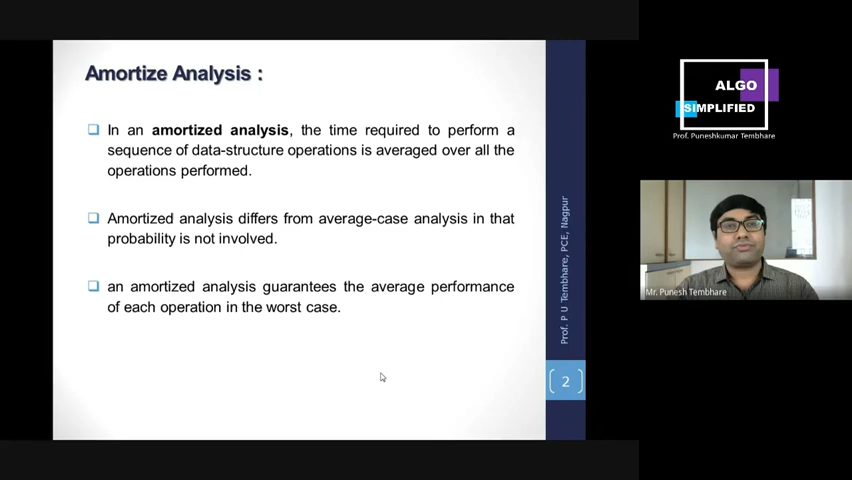 Amortize Analysis :
In an amortized analysis, the time required to perform a
sequence of data-structure operations is averaged over all the
operations performed.
Amortized analysis differs from average-case analysis in that
probability is not involved.
an amortized analysis guarantees the average performance
of each operation in the worst case.
Prof. P U Tembhare, PCE, Nagpur
2
ALGO
SIMPLIFIED
Prof. Puneshkumar Tembhare
Mr. Punesh Tembhare